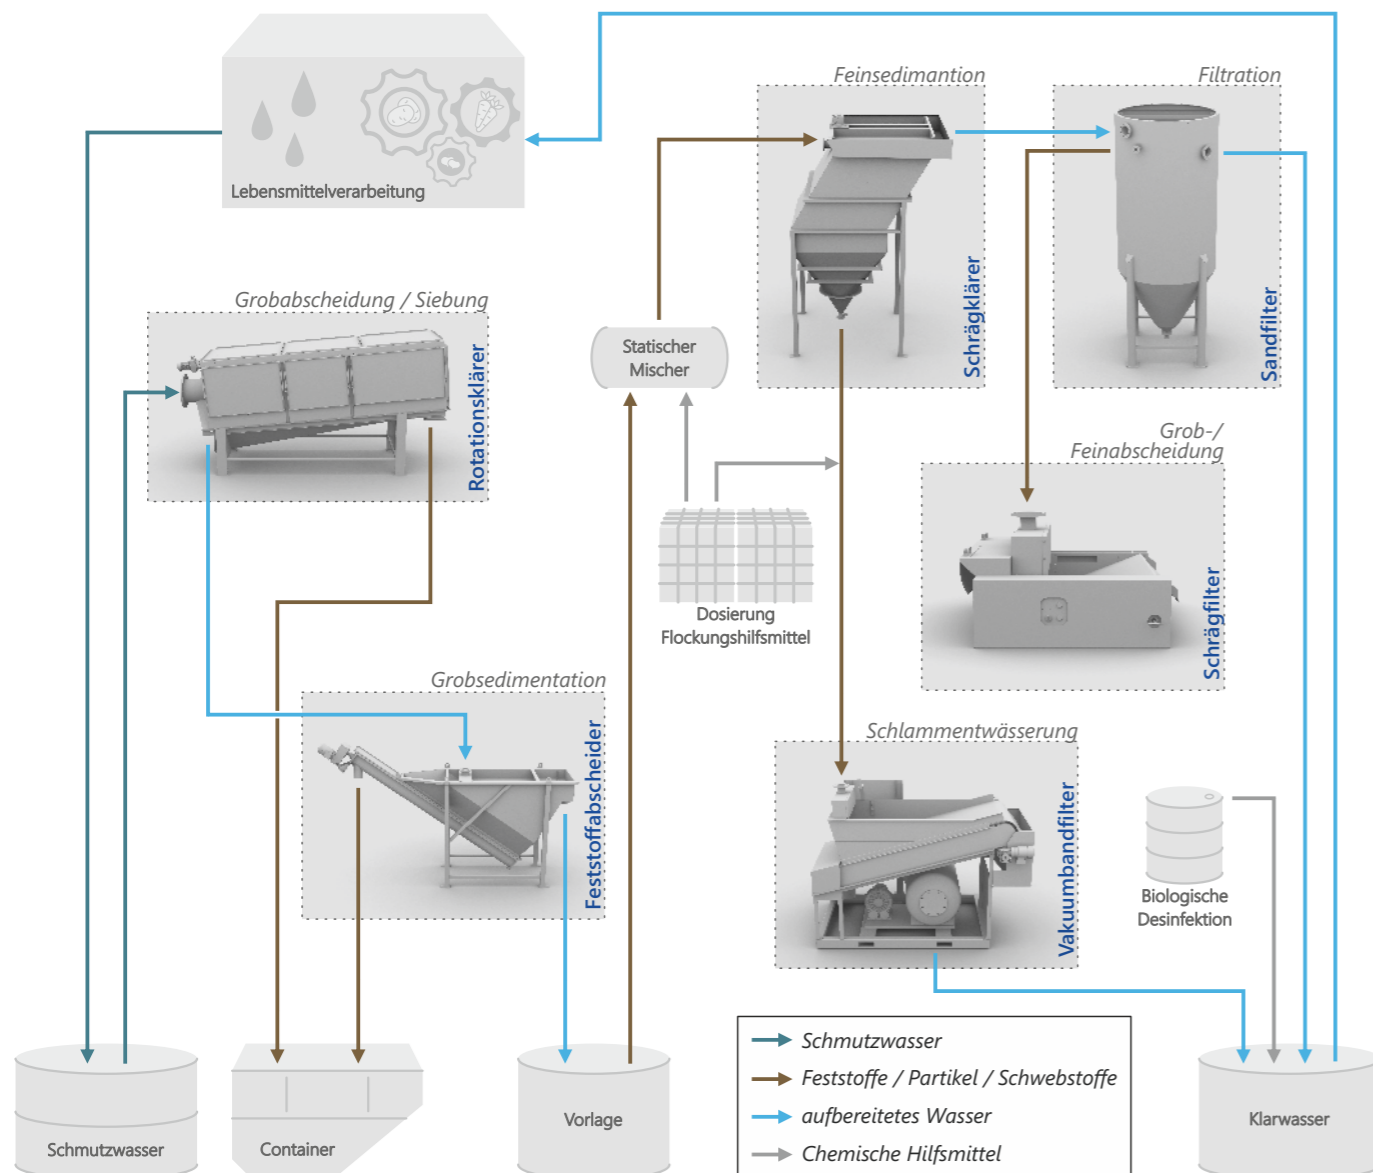 Feinsedimantion
Filtration
Lebensmittelverarbeitung
Schrägklärer
Sandfilter
Grobabscheidung / Siebung
Rotationsklärer
Statischer
Mischer
Grob-/
Feinabscheidung
Schrägfilter
Dosierung
Flockungshilfsmittel
Grobsedimentation
Feststoffabscheider
Schlammentwässerung
Vakuumbandfilter
Biologische
Desinfektion
Schmutzwasser
Feststoffe / Partikel / Schwebstoffe
aufbereitetes Wasser
Chemische Hilfsmittel
Schmutzwasser
Container
Vorlage
Klarwasser